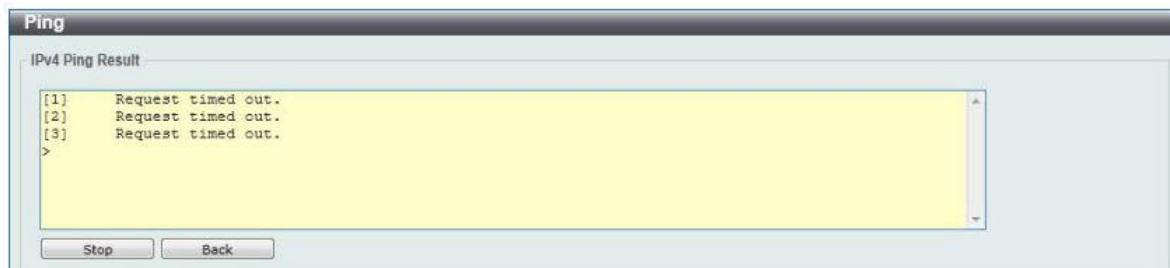 Ping
IPv4 Ping Result
[1] Request timed out.
[2] Request timed out.
[3] Request timed out.
>
Stop Back